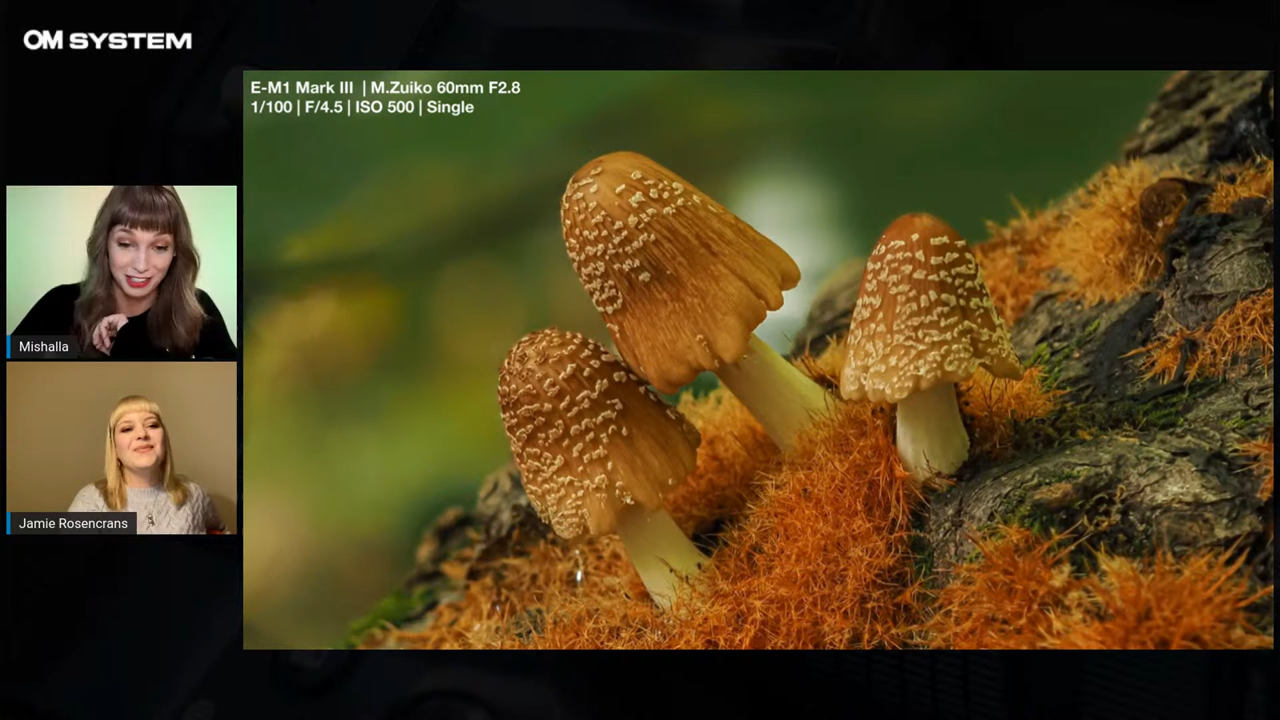 OM SYSTEM
E-M1 Mark III | M.Zuiko 60mm F2.8
1/100 | F/4.5 | ISO 500 | Single
Mishalla
Jamie Rosencrans